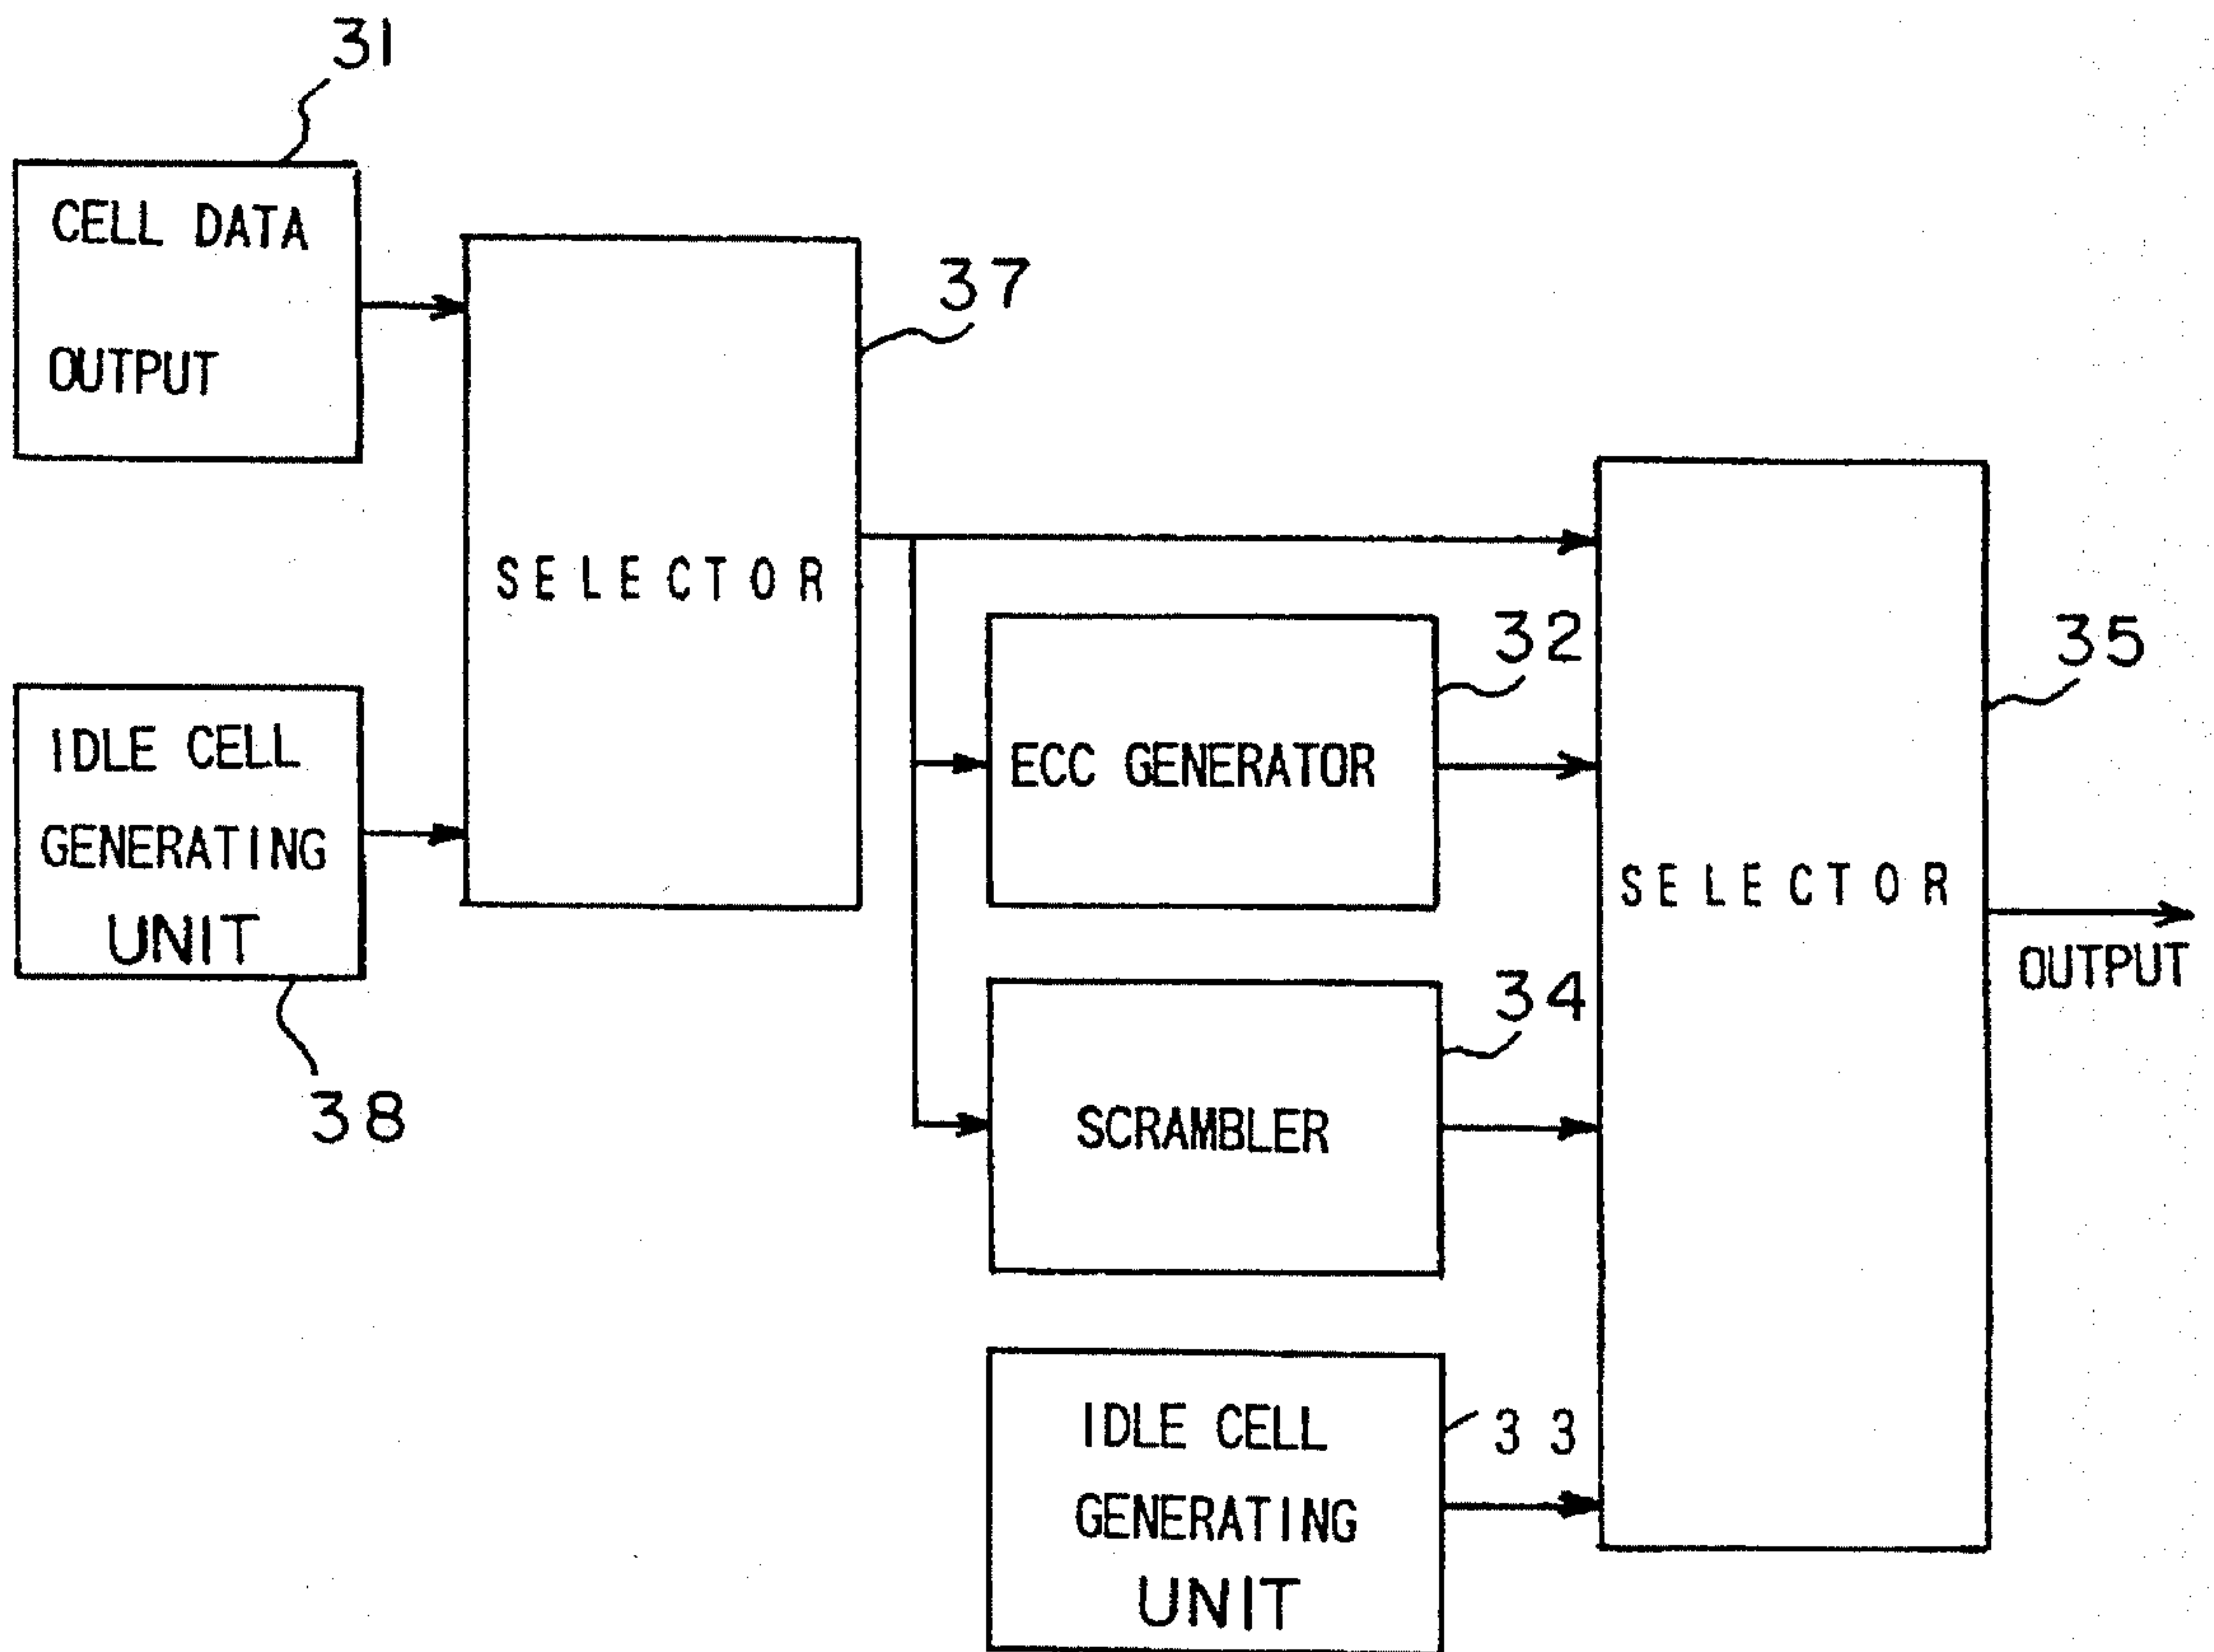 31
CELL DATA
OUTPUT
37
SELECTOR
IDLE CELL
GENERATING
UNIT
38
32
ECC GENERATOR
35
SELECTOR
OUTPUT
34
SCRAMBLER
33
IDLE CELL
GENERATING
UNIT